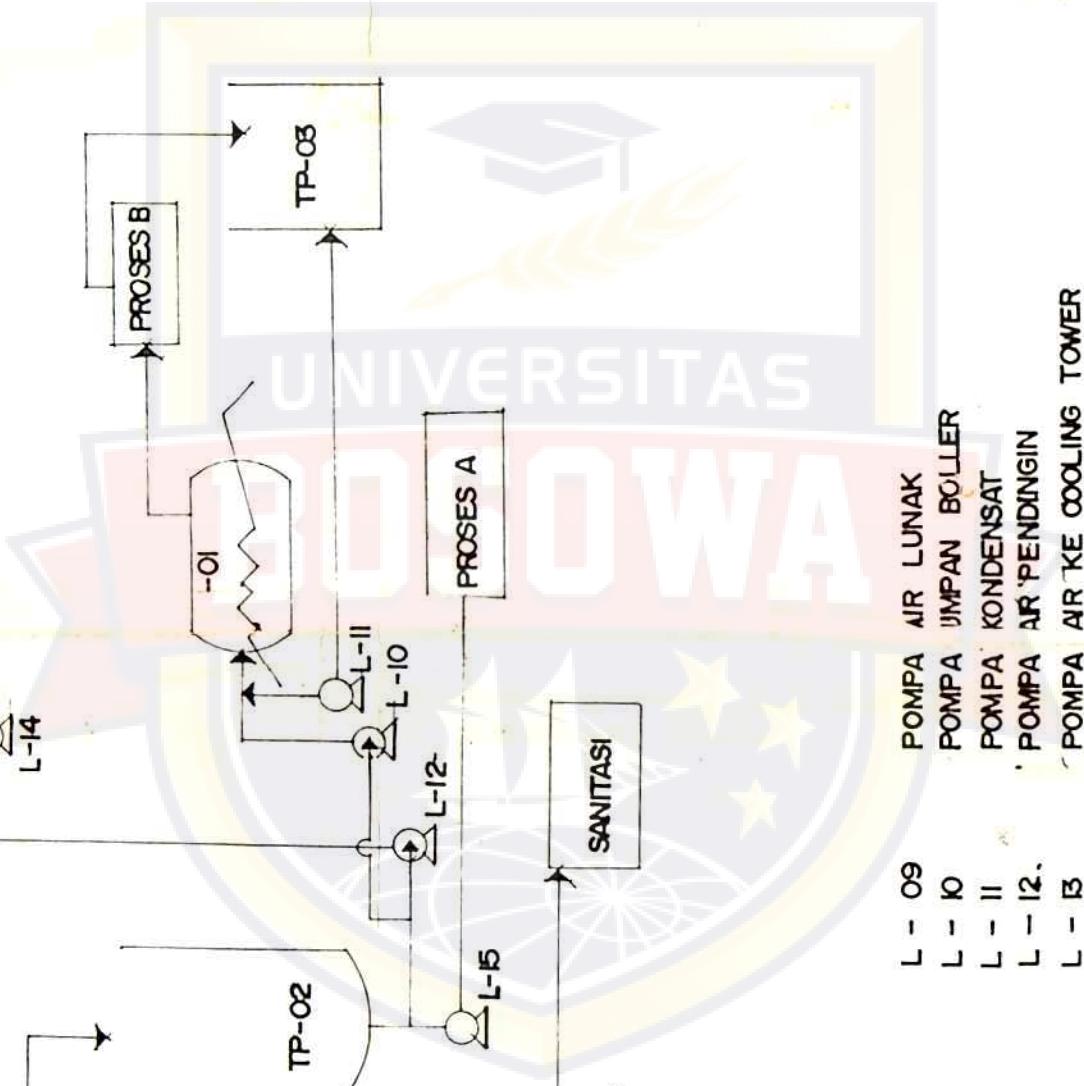 TP-03
PROSES B
UNIVERSITAS
BOSOWA
-01
PROSES A
L-11
L-10
L-14
L-12
SANITASI
TP-02
L-15
L - 09 POMPA AIR LUNAK
L - 10 POMPA UMPAN BOLLER
L - 11 POMPA KONDENSAT
L - 12. POMPA AIR PENDINGIN
L - 13 POMPA AIR KE COOLING TOWER